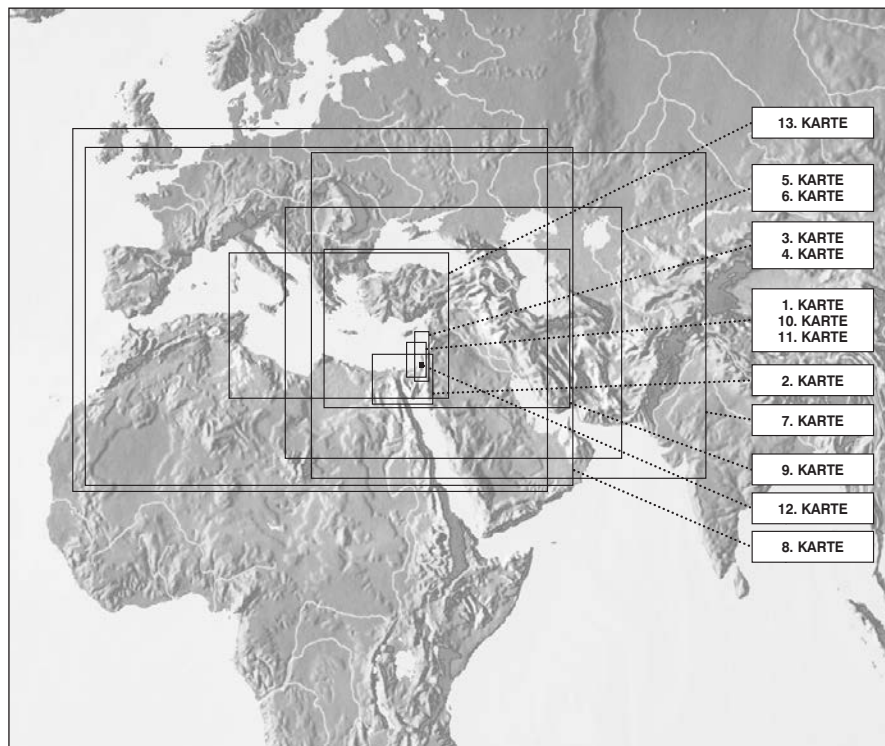 13. KARTE
5. KARTE
6. KARTE
3. KARTE
4. KARTE
1. KARTE
10. KARTE
11. KARTE
2. KARTE
7. KARTE
9. KARTE
12. KARTE
8. KARTE